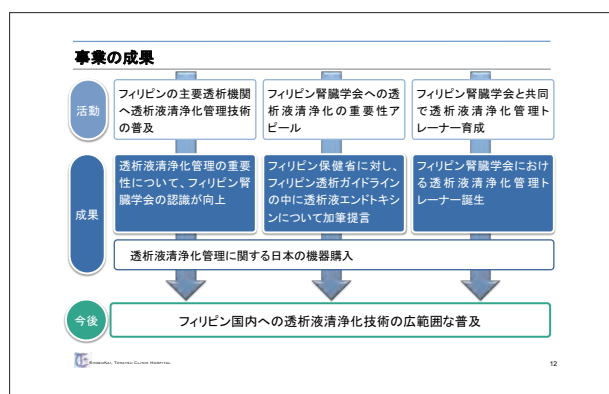 事業の成果
活動
フィリピンの主要透析機関
へ透析液清浄化管理技術
の普及
フィリピン腎臓学会への透
析液清浄化の重要性ア
ピール
フィリピン腎臓学会と共同
で透析液清浄化管理ト
レーナー育成
成果
透析液清浄化管理の重要
性について、フィリピン腎
臓学会の認識が向上
フィリピン保健省に対し、
フィリピン透析ガイドライン
の中に透析液エンドトキシ
ンについて加筆提言
フィリピン腎臓学会におけ
る透析液清浄化管理ト
レーナー誕生
透析液清浄化管理に関する日本の機器購入
今後
フィリピン国内への透析液清浄化技術の広範囲な普及
12